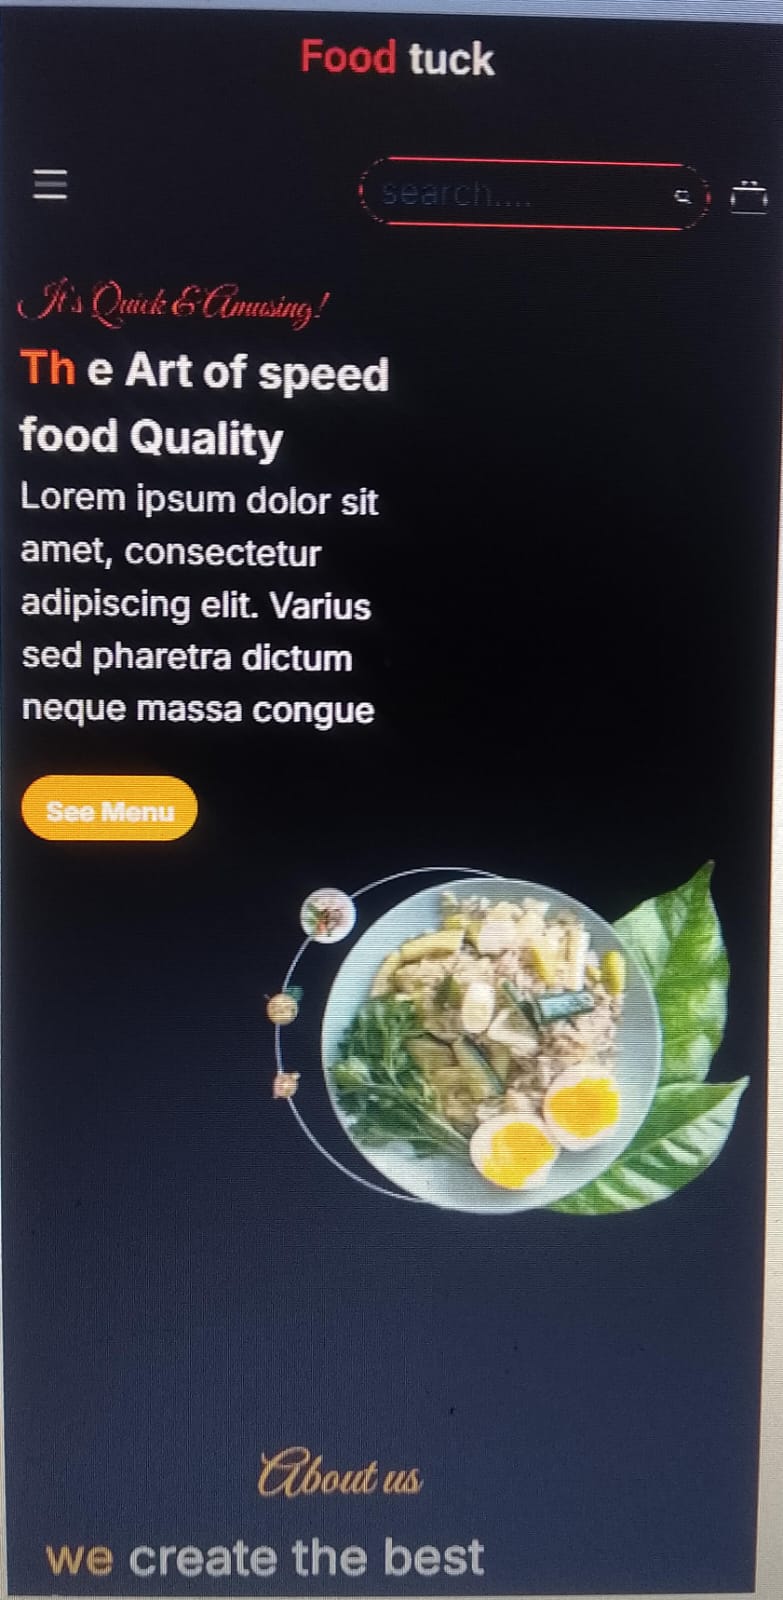 Food tuck
search....
It's Quick & Amusing!
Th e Art of speed
food Quality
Lorem ipsum dolor sit
amet, consectetur
adipiscing elit. Varius
sed pharetra dictum
neque massa congue
See Menu
About us
we create the best